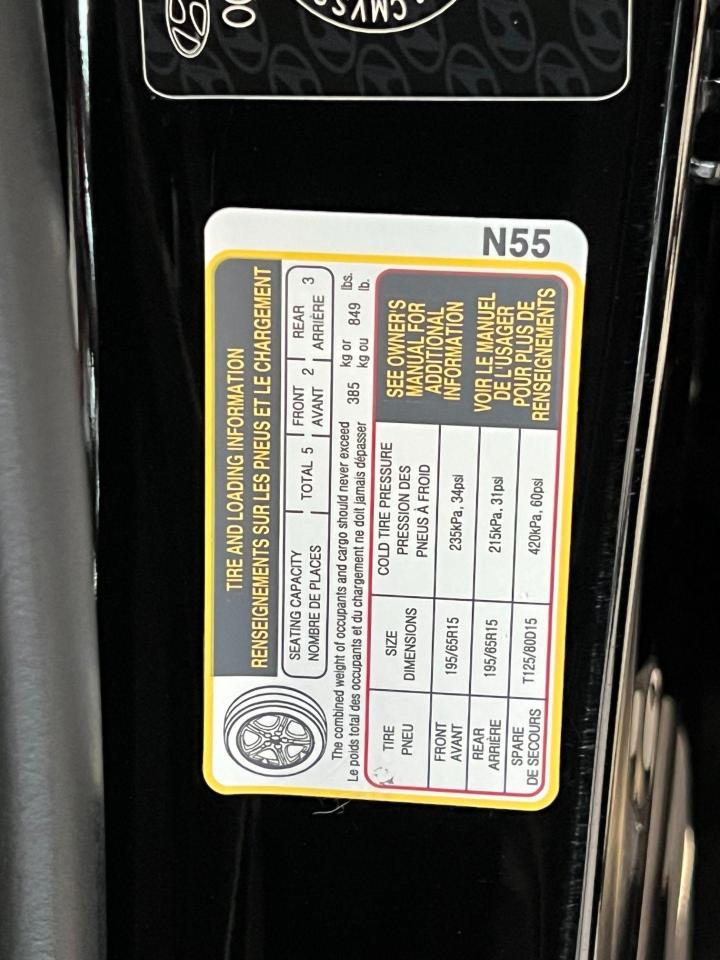 CMVS
N55
TIRE AND LOADING INFORMATION
RENSEIGNEMENTS SUR LES PNEUS ET LE CHARGEMENT
SEATING CAPACITY
NOMBRE DE PLACES
TOTAL 5
FRONT
AVANT 2
REAR
ARRIÈRE 3
The combined weight of occupants and cargo should never exceed 385 kg or 849 lbs.
Le poids total des occupants et du chargement ne doit jamais dépasser kg ou lb.
TIRE
PNEU
SIZE
DIMENSIONS
COLD TIRE PRESSURE
PRESSION DES
PNEUS À FROID
SEE OWNER'S
MANUAL FOR
ADDITIONAL
INFORMATION
VOIR LE MANUEL
DE L'USAGER
POUR PLUS DE
RENSEIGNEMENTS
FRONT
AVANT
195/65R15
235kPa, 34psi
REAR
ARRIÈRE
195/65R15
215kPa, 31psi
SPARE
DE SECOURS
T125/80D15
420kPa, 60psi